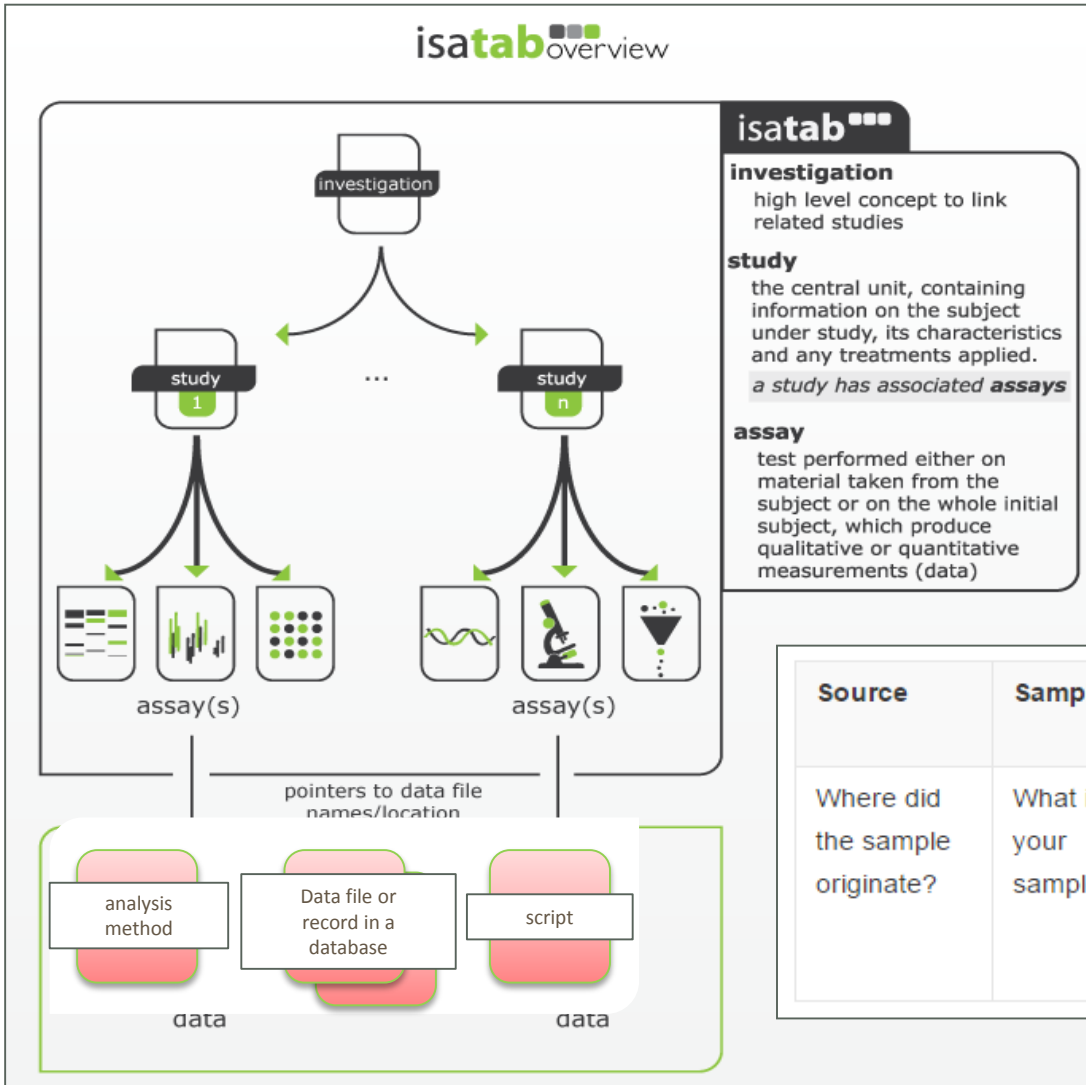 isatab overview
investigation
study
1
...
study
n
assay(s)
assay(s)
pointers to data file
names/location
analysis
method
Data file or
record in a
database
script
data
data
isatab
investigation
high level concept to link
related studies
study
the central unit, containing
information on the subject
under study, its characteristics
and any treatments applied.
a study has associated assays
assay
test performed either on
material taken from the
subject or on the whole initial
subject, which produce
qualitative or quantitative
measurements (data)
Source
Samp
Where did
the sample
originate?
What
your
sampl